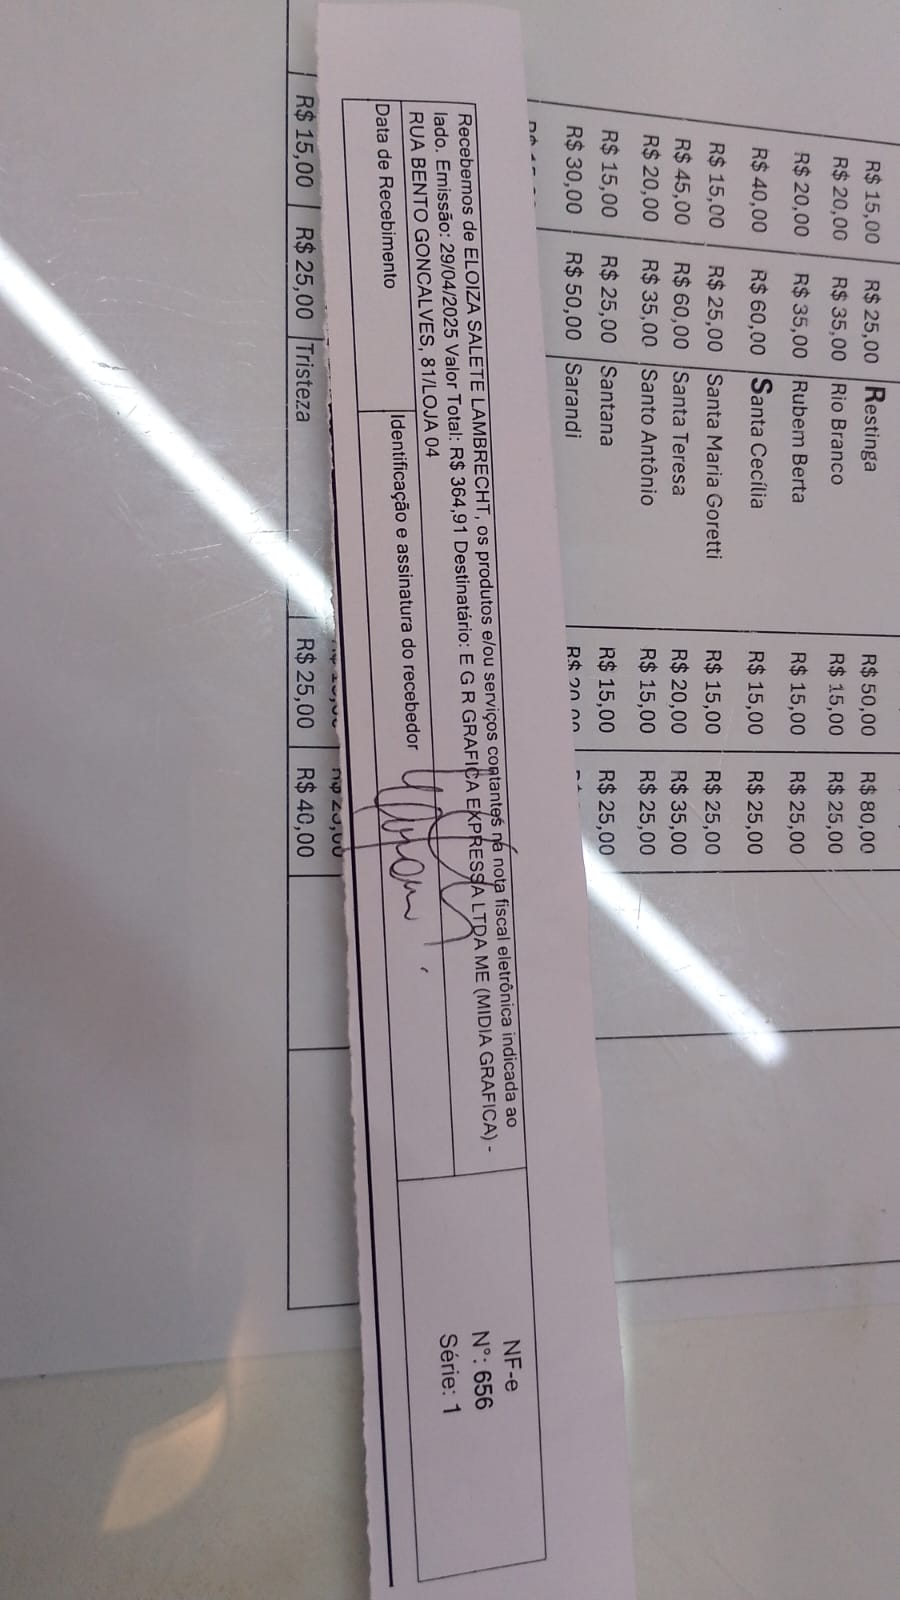 R$ 15,00 R$ 25,00 Restinga R$ 50,00 R$ 80,00
R$ 20,00 R$ 35,00 Rio Branco R$ 15,00 R$ 25,00
R$ 20,00 R$ 35,00 Rubem Berta R$ 15,00 R$ 25,00
R$ 40,00 R$ 60,00 Santa Cecília R$ 15,00 R$ 25,00
R$ 15,00 R$ 25,00 Santa Maria Goretti R$ 15,00 R$ 25,00
R$ 45,00 R$ 60,00 Santa Teresa R$ 20,00 R$ 35,00
R$ 20,00 R$ 35,00 Santo Antônio R$ 15,00 R$ 25,00
R$ 15,00 R$ 25,00 Santana R$ 15,00 R$ 25,00
R$ 30,00 R$ 50,00 Sarandi R$ 20,00
Recebemos de ELOIZA SALETE LAMBRECHT, os produtos e/ou serviços contantes na nota fiscal eletrônica indicada ao
lado. Emissão: 29/04/2025 Valor Total: R$ 364,91 Destinatário: E G R GRAFICA EXPRESSA LTDA ME (MIDIA GRAFICA) -
RUA BENTO GONCALVES, 81/LOJA 04
Data de Recebimento
Identificação e assinatura do recebedor
NF-e
Nº: 656
Série: 1
R$ 15,00 R$ 25,00 Tristeza R$ 25,00 R$ 40,00